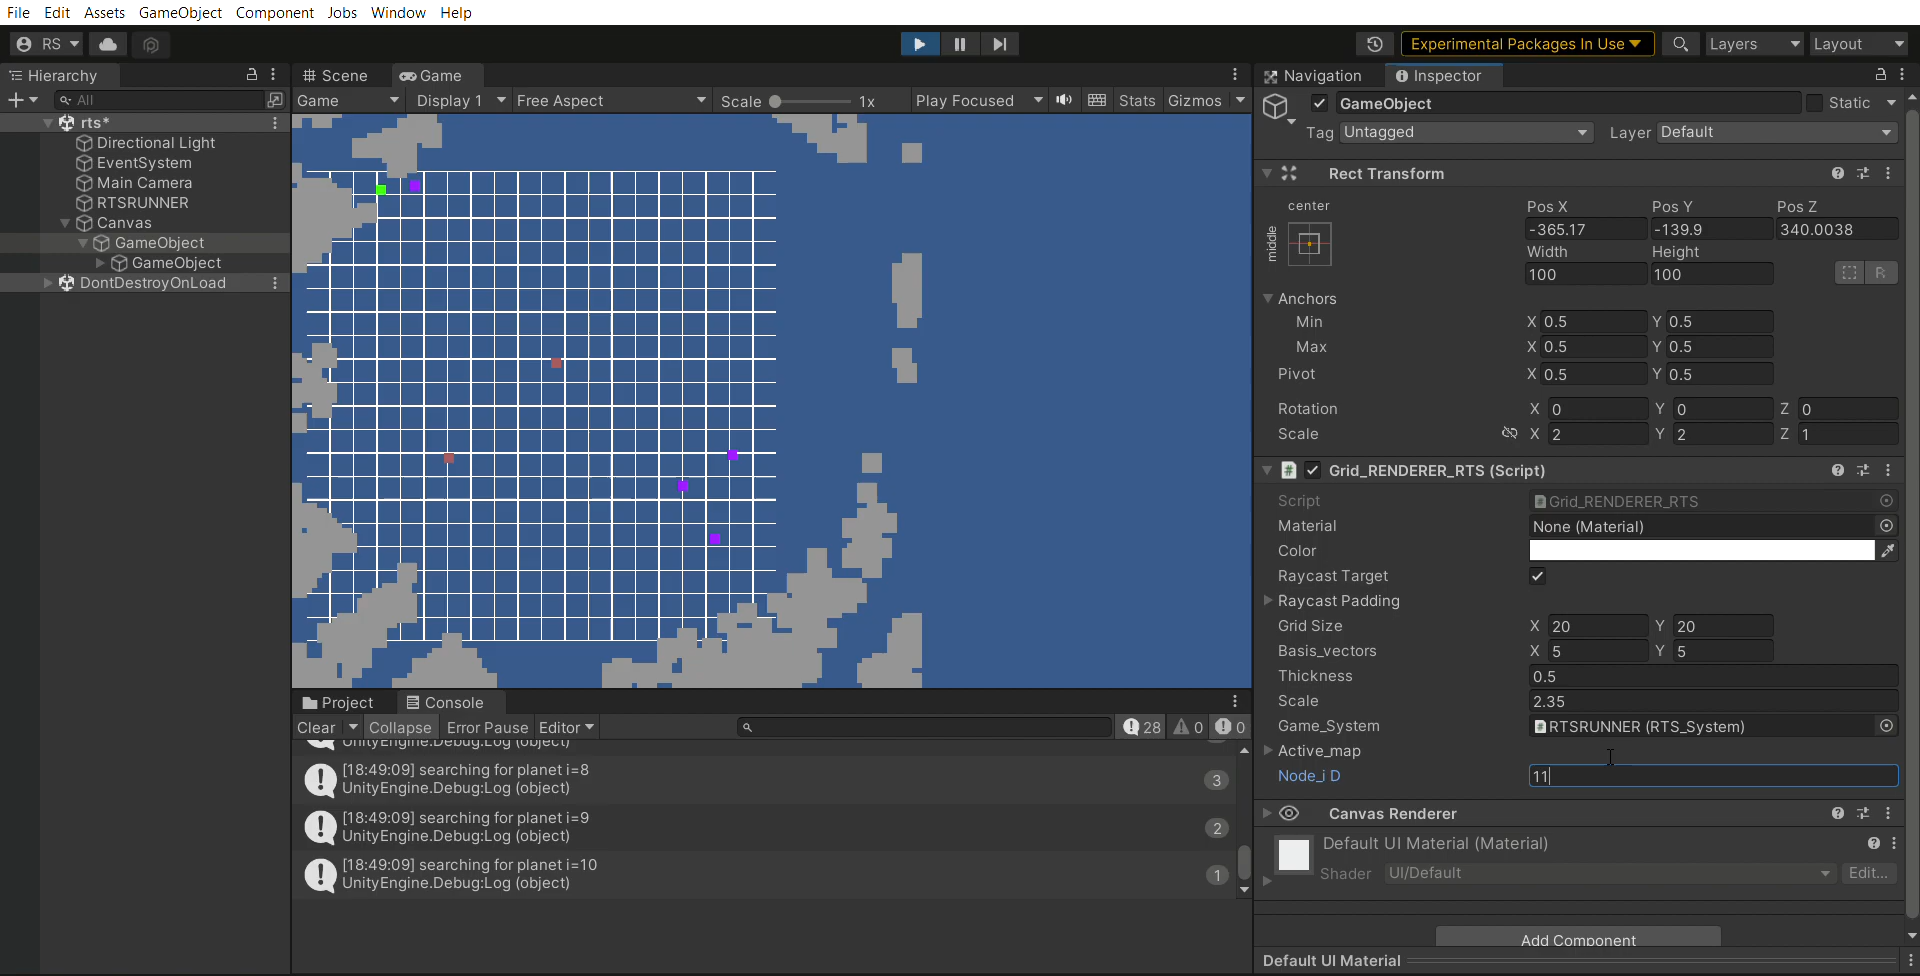 File Edit Assets GameObject Component Jobs Window Help
RS Experimental Packages In Use Layers Layout
Hierarchy
All
rts*
Directional Light
EventSystem
Main Camera
RTSRUNNER
Canvas
GameObject
GameObject
DontDestroyOnLoad
Scene Game
Game Display 1 Free Aspect Scale 1x Play Focused Stats Gizmos
Project Console
Clear Collapse Error Pause Editor 28 0 0
UnityEngine.Debug:Log (object)
[18:49:09] searching for planet i=8
UnityEngine.Debug:Log (object)
3
[18:49:09] searching for planet i=9
UnityEngine.Debug:Log (object)
2
[18:49:09] searching for planet i=10
UnityEngine.Debug:Log (object)
1
Navigation Inspector
GameObject Static
Tag Untagged Layer Default
Rect Transform
center
middle
Pos X Pos Y Pos Z
-365.17 -139.9 340.0038
Width Height
100 100 R
Anchors
Min X 0.5 Y 0.5
Max X 0.5 Y 0.5
Pivot X 0.5 Y 0.5
Rotation X 0 Y 0 Z 0
Scale X 2 Y 2 Z 1
# Grid_RENDERER_RTS (Script)
Script Grid_RENDERER_RTS
Material None (Material)
Color
Raycast Target
Raycast Padding
Grid Size X 20 Y 20
Basis_vectors X 5 Y 5
Thickness 0.5
Scale 2.35
Game_System RTSRUNNER (RTS_System)
Active_map
Node_i D 11
Canvas Renderer
Default UI Material (Material)
Shader UI/Default Edit...
Add Component
Default UI Material